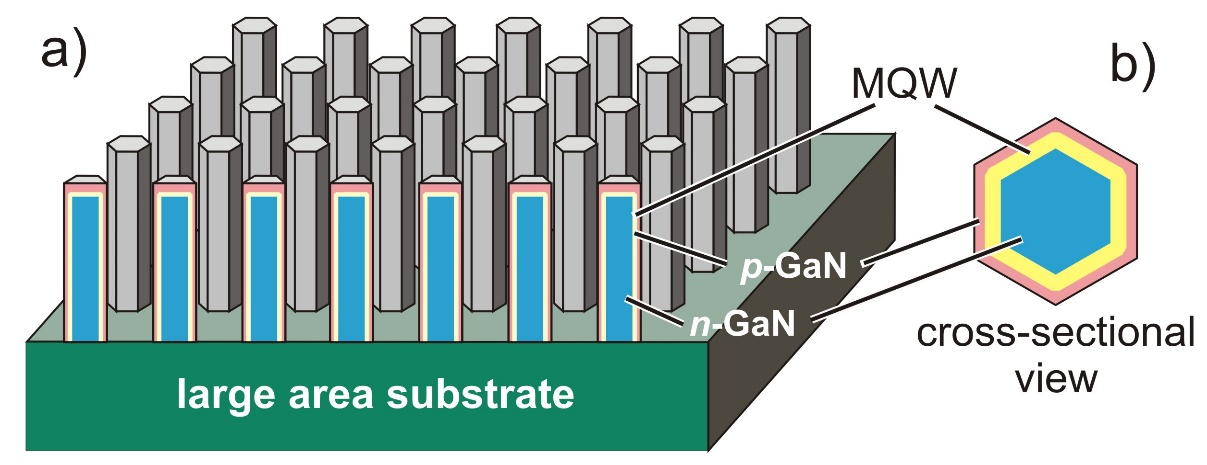 a)
MQW
b)
p-GaN
n-GaN
large area substrate
cross-sectional
view